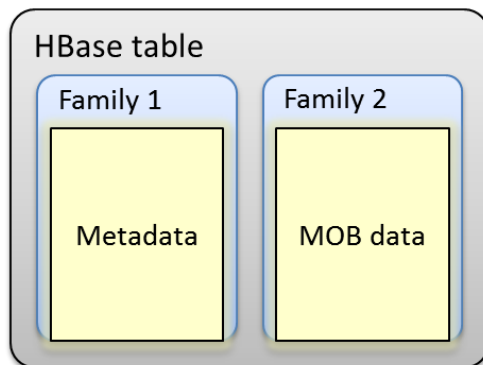 HBase table
Family 1
Family 2
Metadata
MOB data